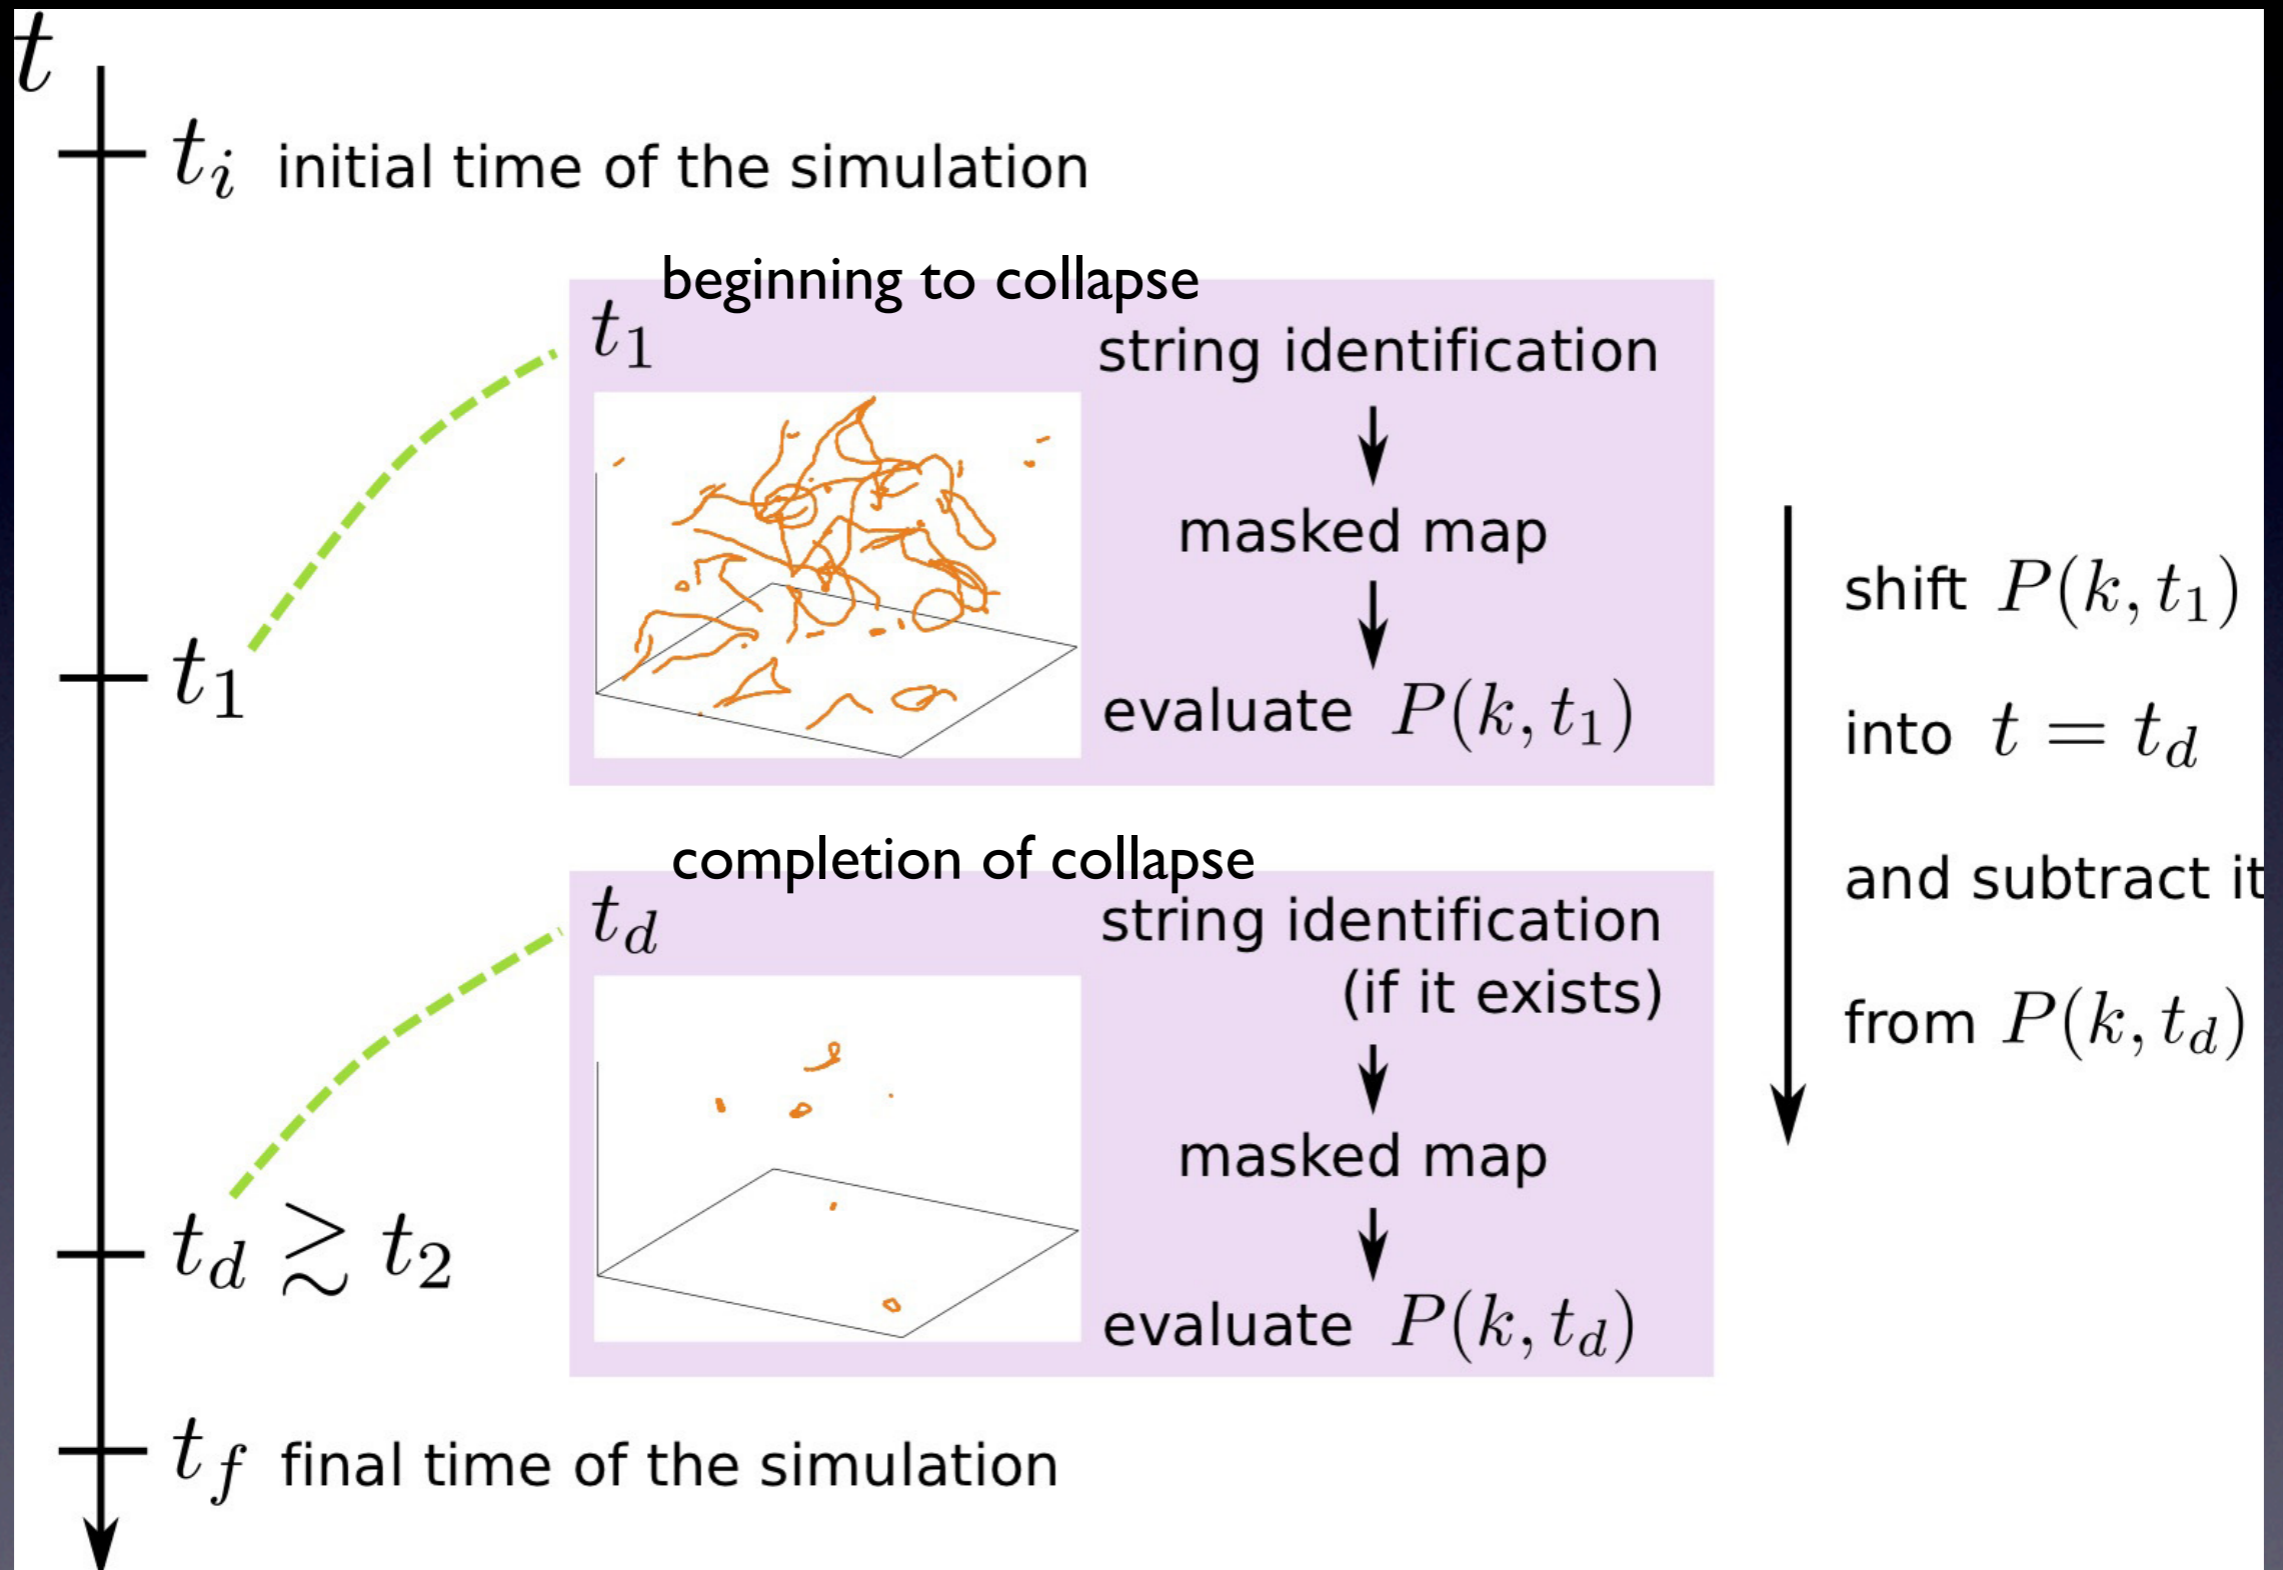 t
t_i initial time of the simulation
beginning to collapse
t_1
string identification
masked map
evaluate P(k, t_1)
t_1
shift P(k, t_1)
into t = t_d
and subtract it
from P(k, t_d)
completion of collapse
t_d
string identification
(if it exists)
masked map
evaluate P(k, t_d)
t_d ≳ t_2
t_f final time of the simulation